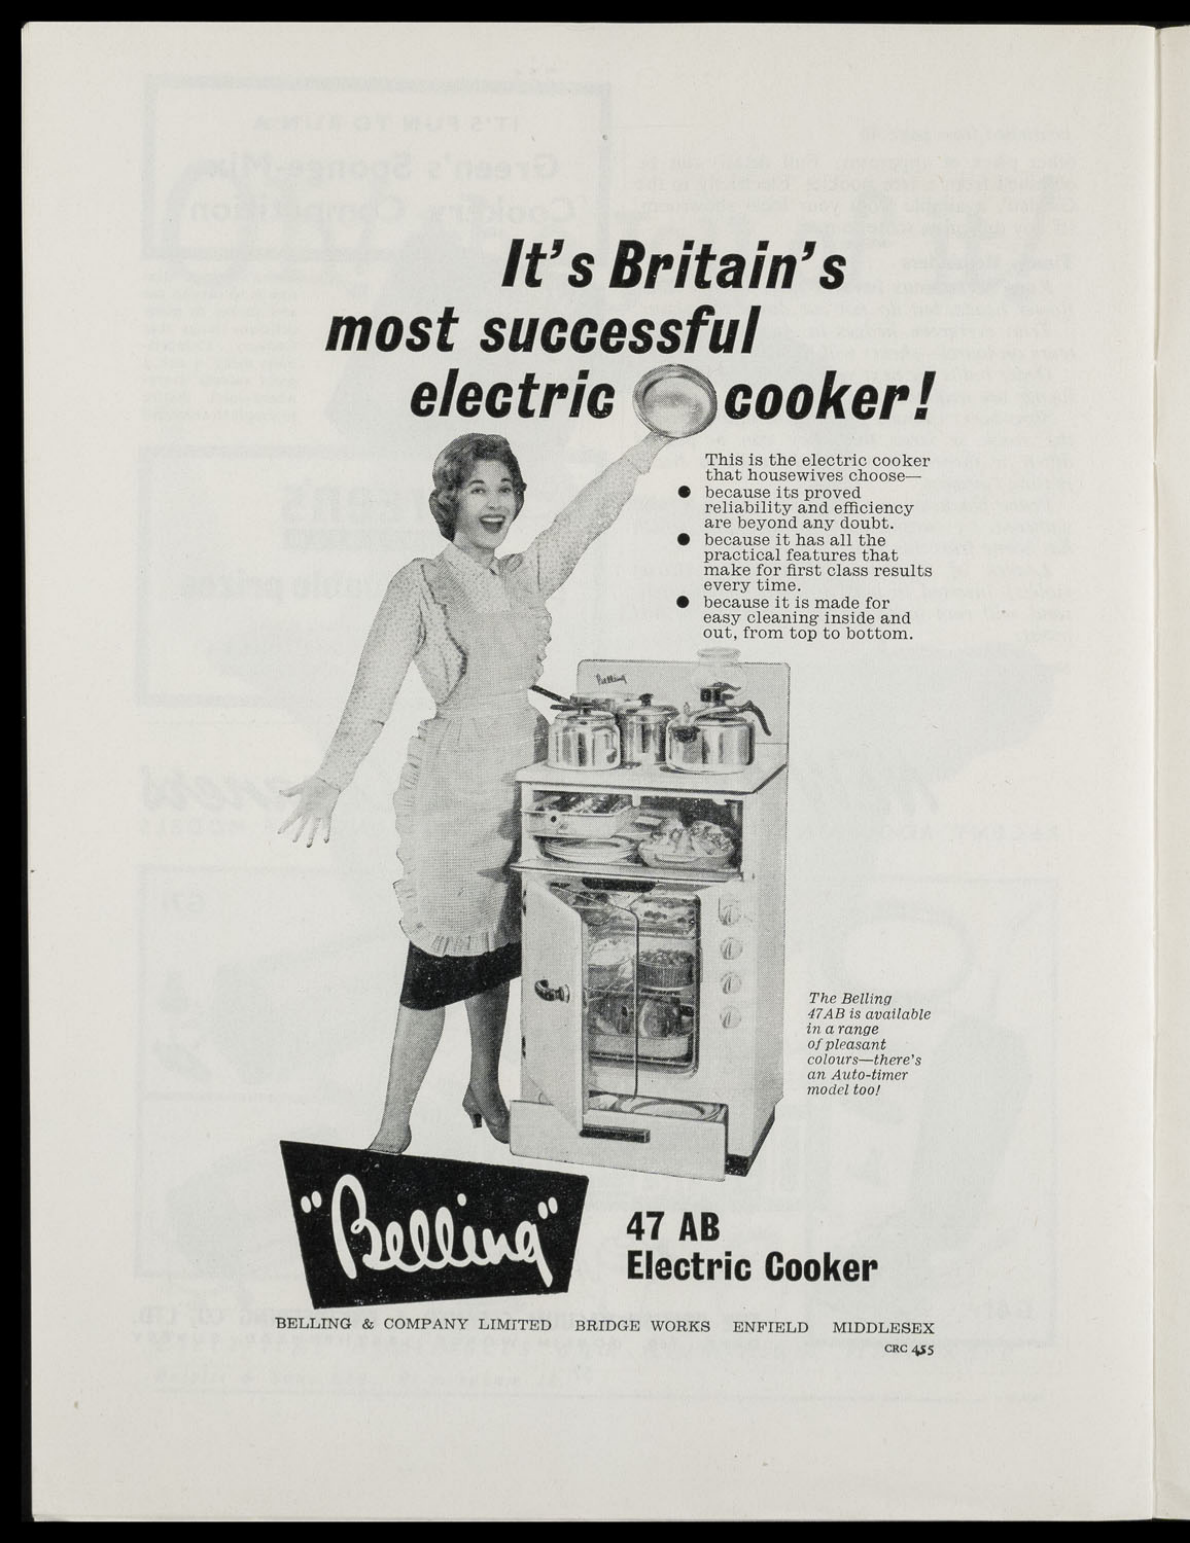 It's Britain's
most successful
electric cooker!
This is the electric cooker
that housewives choose—
● because its proved
reliability and efficiency
are beyond any doubt.
● because it has all the
practical features that
make for first class results
every time.
● because it is made for
easy cleaning inside and
out, from top to bottom.
Belling
The Belling
47AB is available
in a range
of pleasant
colours—there's
an Auto-timer
model too!
"Belling"
47 AB
Electric Cooker
BELLING & COMPANY LIMITED BRIDGE WORKS ENFIELD MIDDLESEX
CRC 455